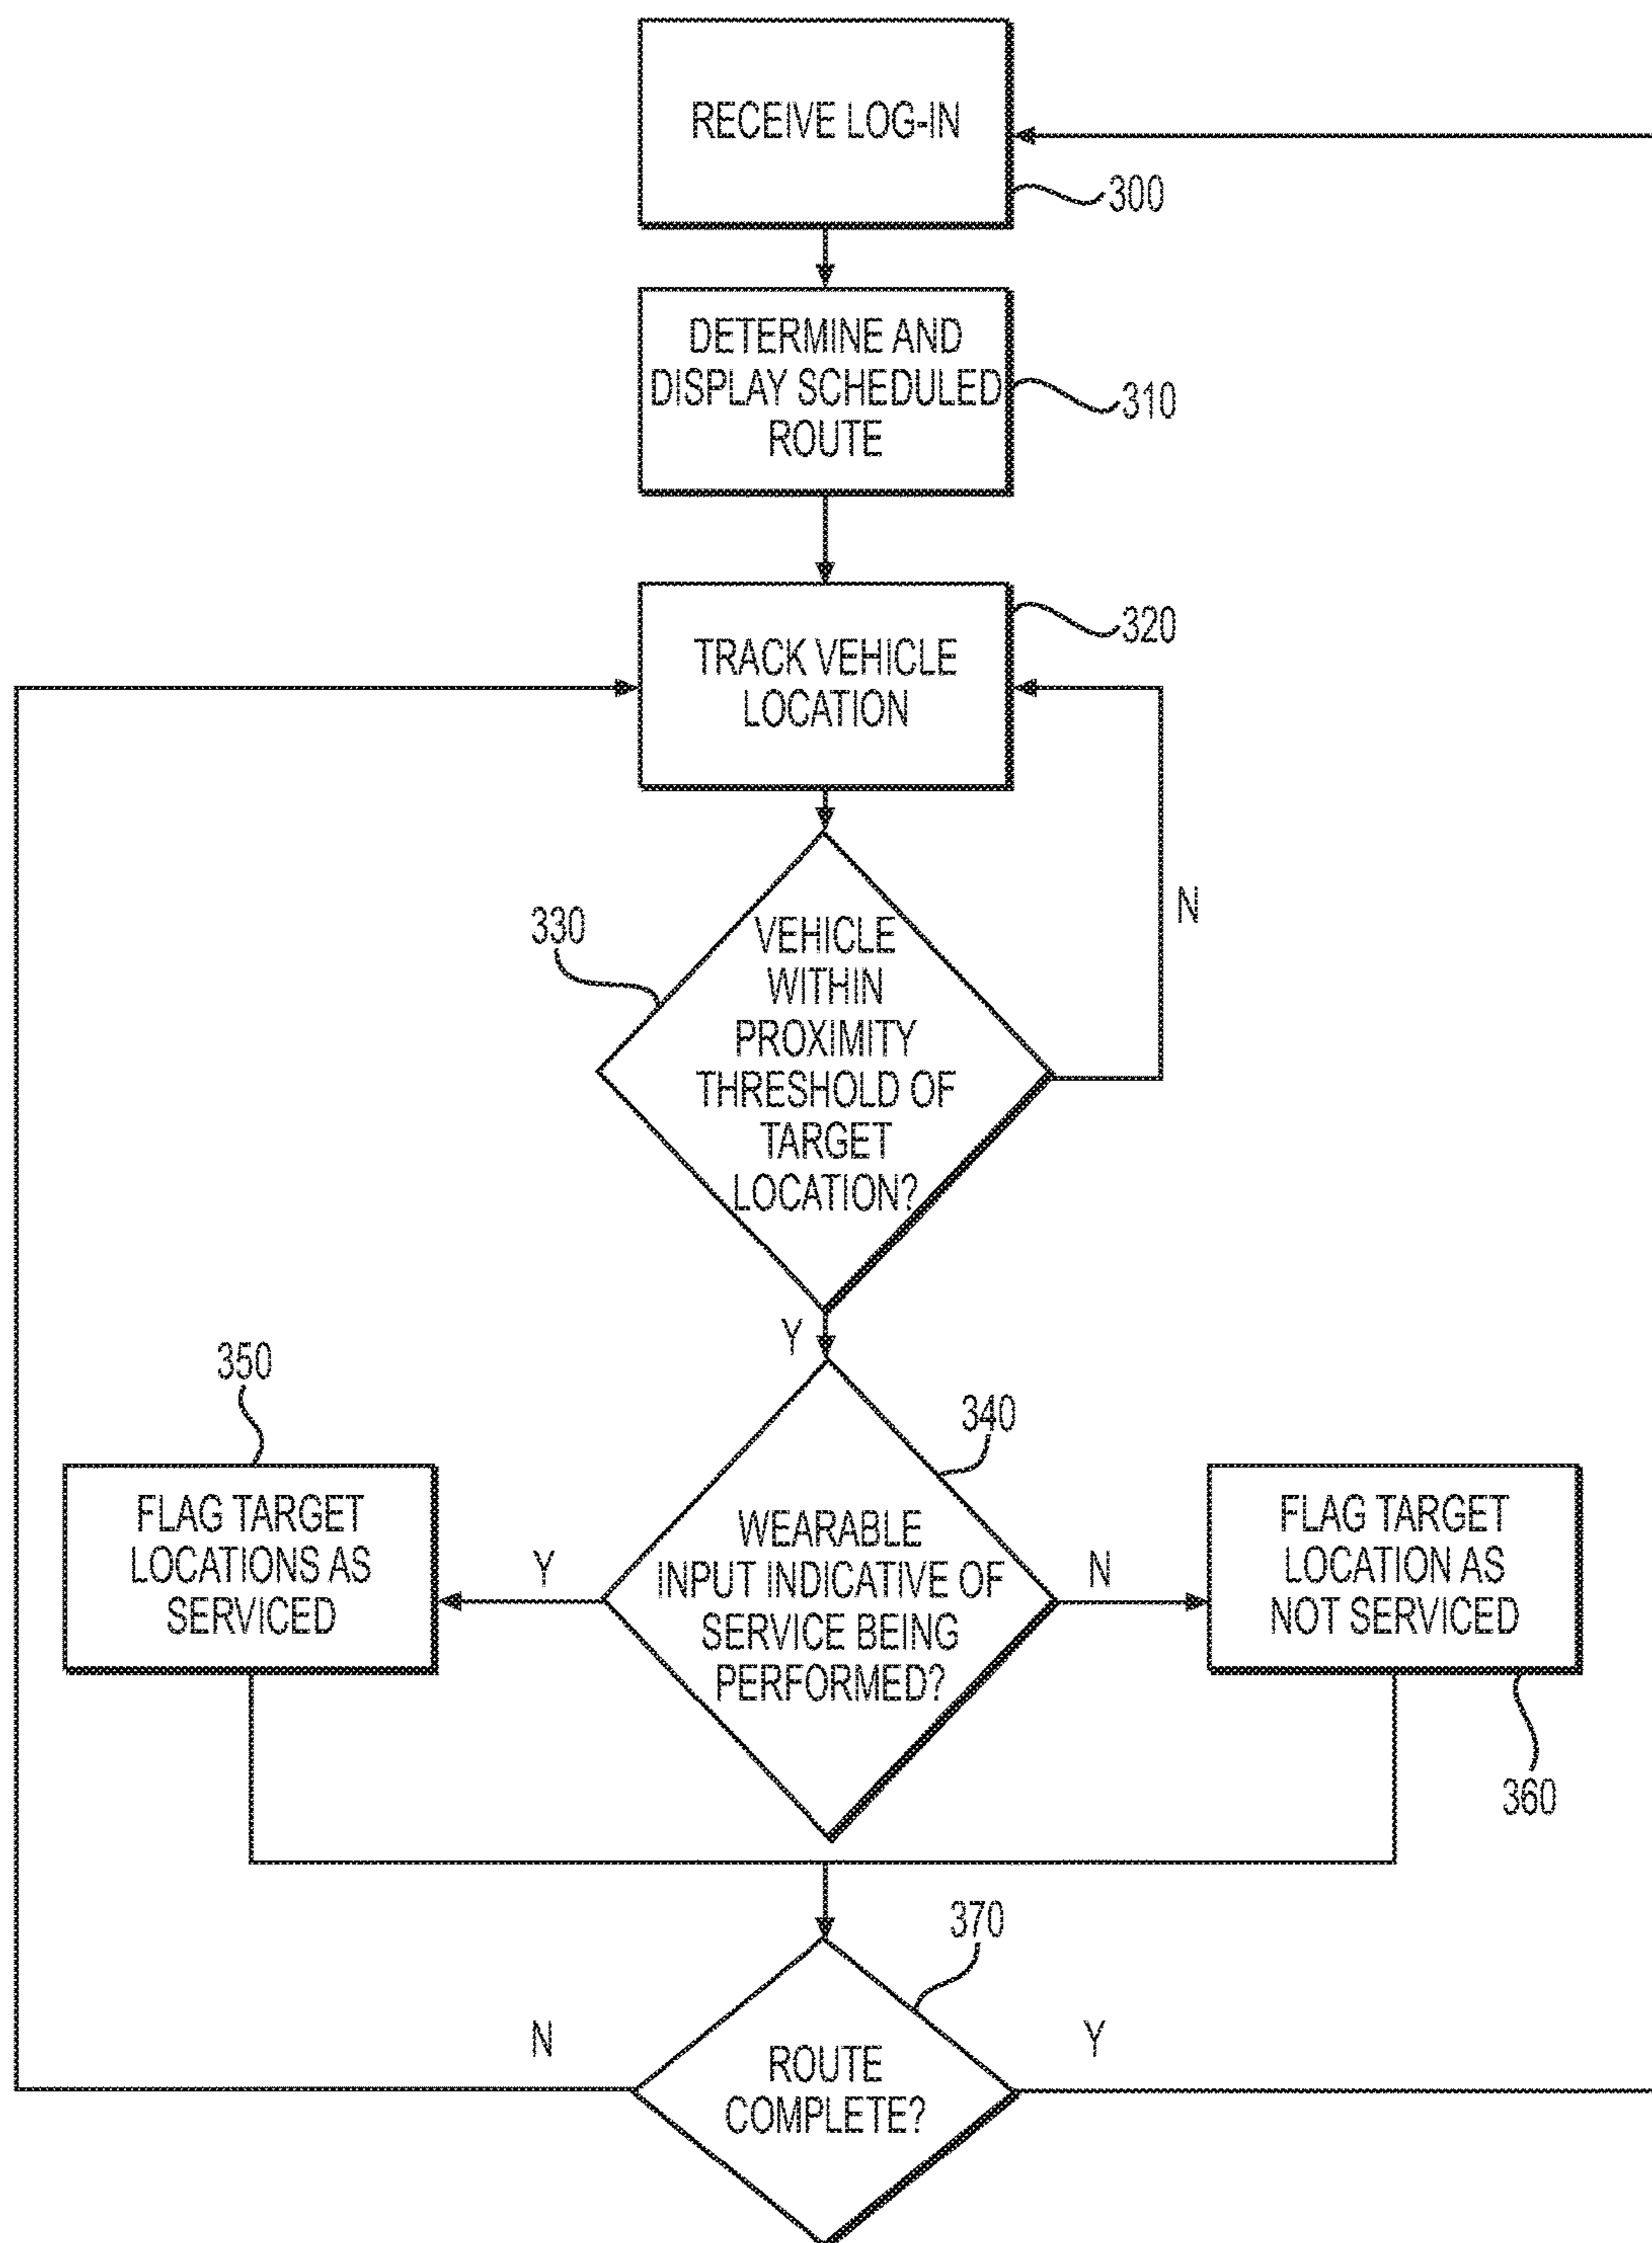 RECEIVE LOG-IN
300
DETERMINE AND
DISPLAY SCHEDULED
ROUTE
310
320
TRACK VEHICLE
LOCATION
N
330
VEHICLE
WITHIN
PROXIMITY
THRESHOLD OF
TARGET
LOCATION?
Y
350
340
FLAG TARGET
LOCATIONS AS
SERVICED
Y
WEARABLE
INPUT INDICATIVE OF
SERVICE BEING
PERFORMED?
N
FLAG TARGET
LOCATION AS
NOT SERVICED
360
370
N
ROUTE
COMPLETE?
Y